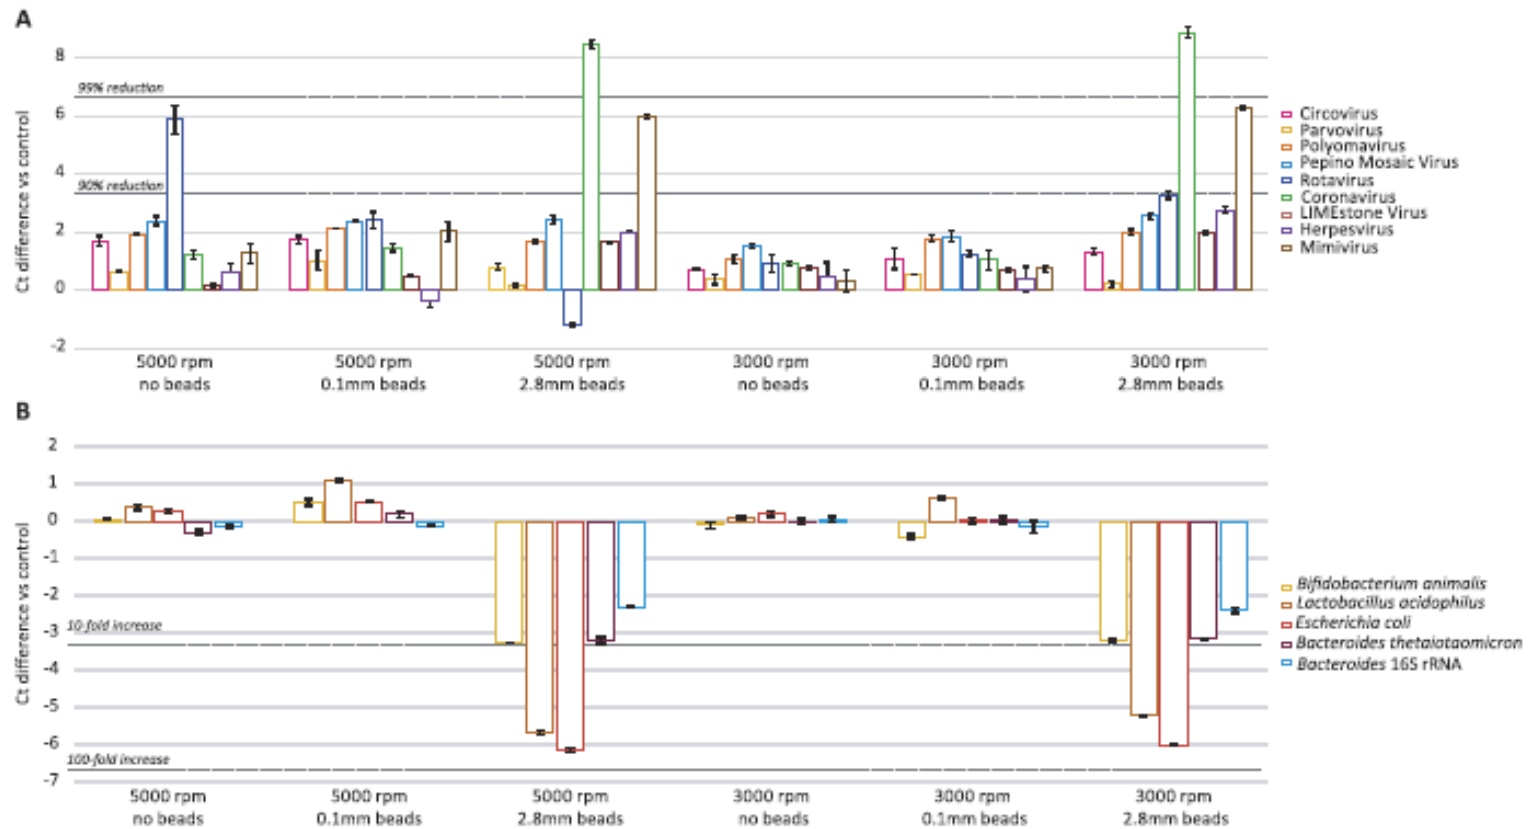 A
8
99% reduction
6
4
90% reduction
2
0
-2
Ct difference vs control
5000 rpm
no beads
5000 rpm
0.1mm beads
5000 rpm
2.8mm beads
3000 rpm
no beads
3000 rpm
0.1mm beads
3000 rpm
2.8mm beads
Circovirus
Parvovirus
Polyomavirus
Pepino Mosaic Virus
Rotavirus
Coronavirus
LIMEstone Virus
Herpesvirus
Mimivirus
B
2
1
0
-1
-2
10-fold increase
-3
-4
-5
-6
100-fold increase
-7
Ct difference vs control
5000 rpm
no beads
5000 rpm
0.1mm beads
5000 rpm
2.8mm beads
3000 rpm
no beads
3000 rpm
0.1mm beads
3000 rpm
2.8mm beads
Bifidobacterium animalis
Lactobacillus acidophilus
Escherichia coli
Bacteroides thetaiotaomicron
Bacteroides 16S rRNA